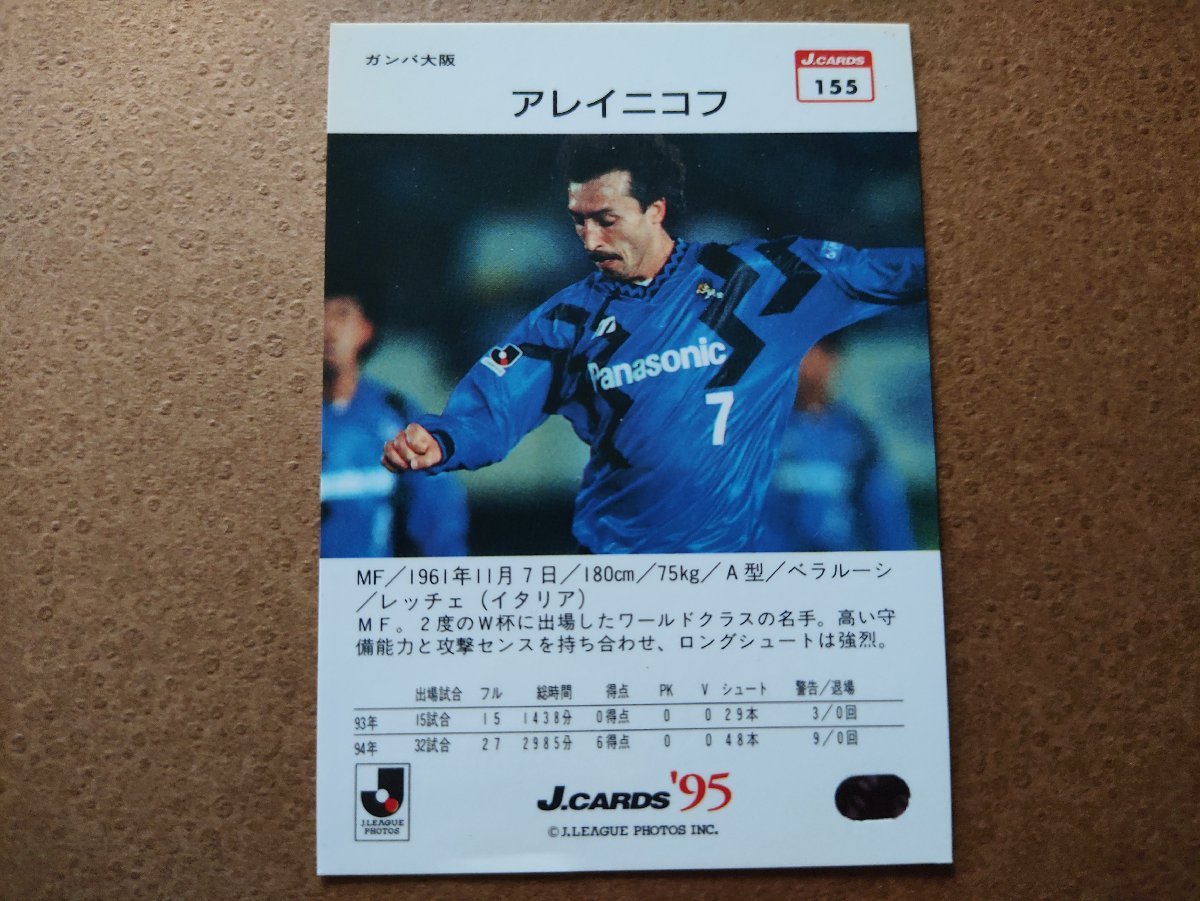 ガンバ大阪
J.CARDS
155
アレイニコフ
Panasonic
7
MF／1961年11月7日／180cm／75kg／A型／ベラルーシ
／レッチェ（イタリア）
MF。2度のW杯に出場したワールドクラスの名手。高い守
備能力と攻撃センスを持ち合わせ、ロングシュートは強烈。
出場試合 フル 総時間 得点 PK V シュート 警告/退場
93年 15試合 15 1438分 0得点 0 0 29本 3/0回
94年 32試合 27 2985分 6得点 0 0 48本 9/0回
J.LEAGUE
PHOTOS
J.CARDS '95
©J.LEAGUE PHOTOS INC.